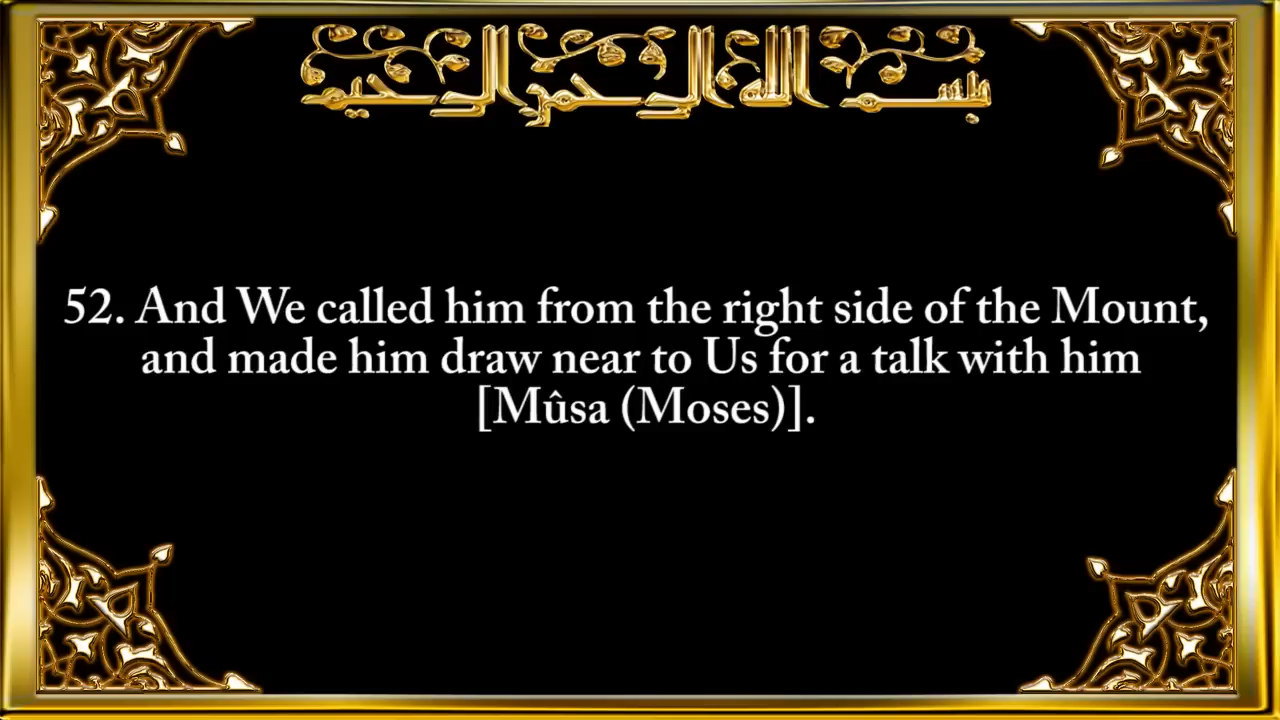 بسم الله الرحمن الرحيم
52. And We called him from the right side of the Mount,
and made him draw near to Us for a talk with him
[Mûsa (Moses)].